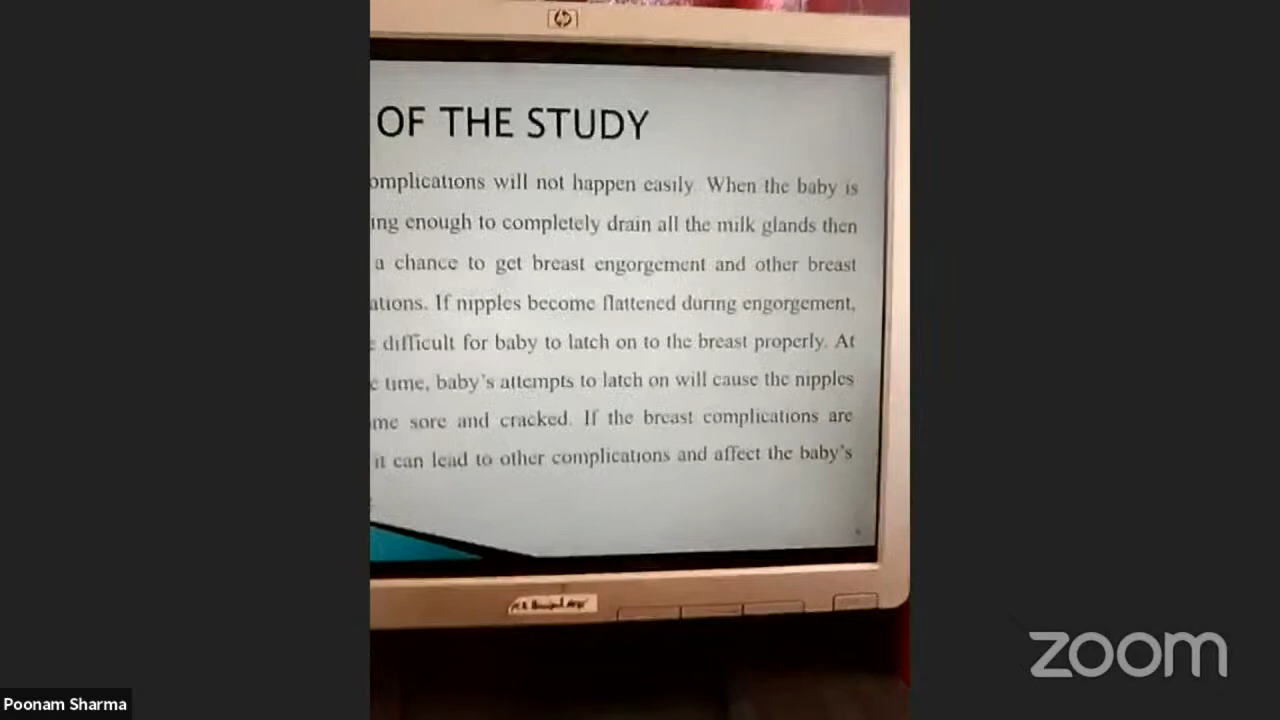 hp
OF THE STUDY
omplications will not happen easily. When the baby is
ing enough to completely drain all the milk glands then
a chance to get breast engorgement and other breast
ations. If nipples become flattened during engorgement,
difficult for baby to latch on to the breast properly. At
e time, baby's attempts to latch on will cause the nipples
me sore and cracked. If the breast complications are
it can lead to other complications and affect the baby's
zoom
Poonam Sharma